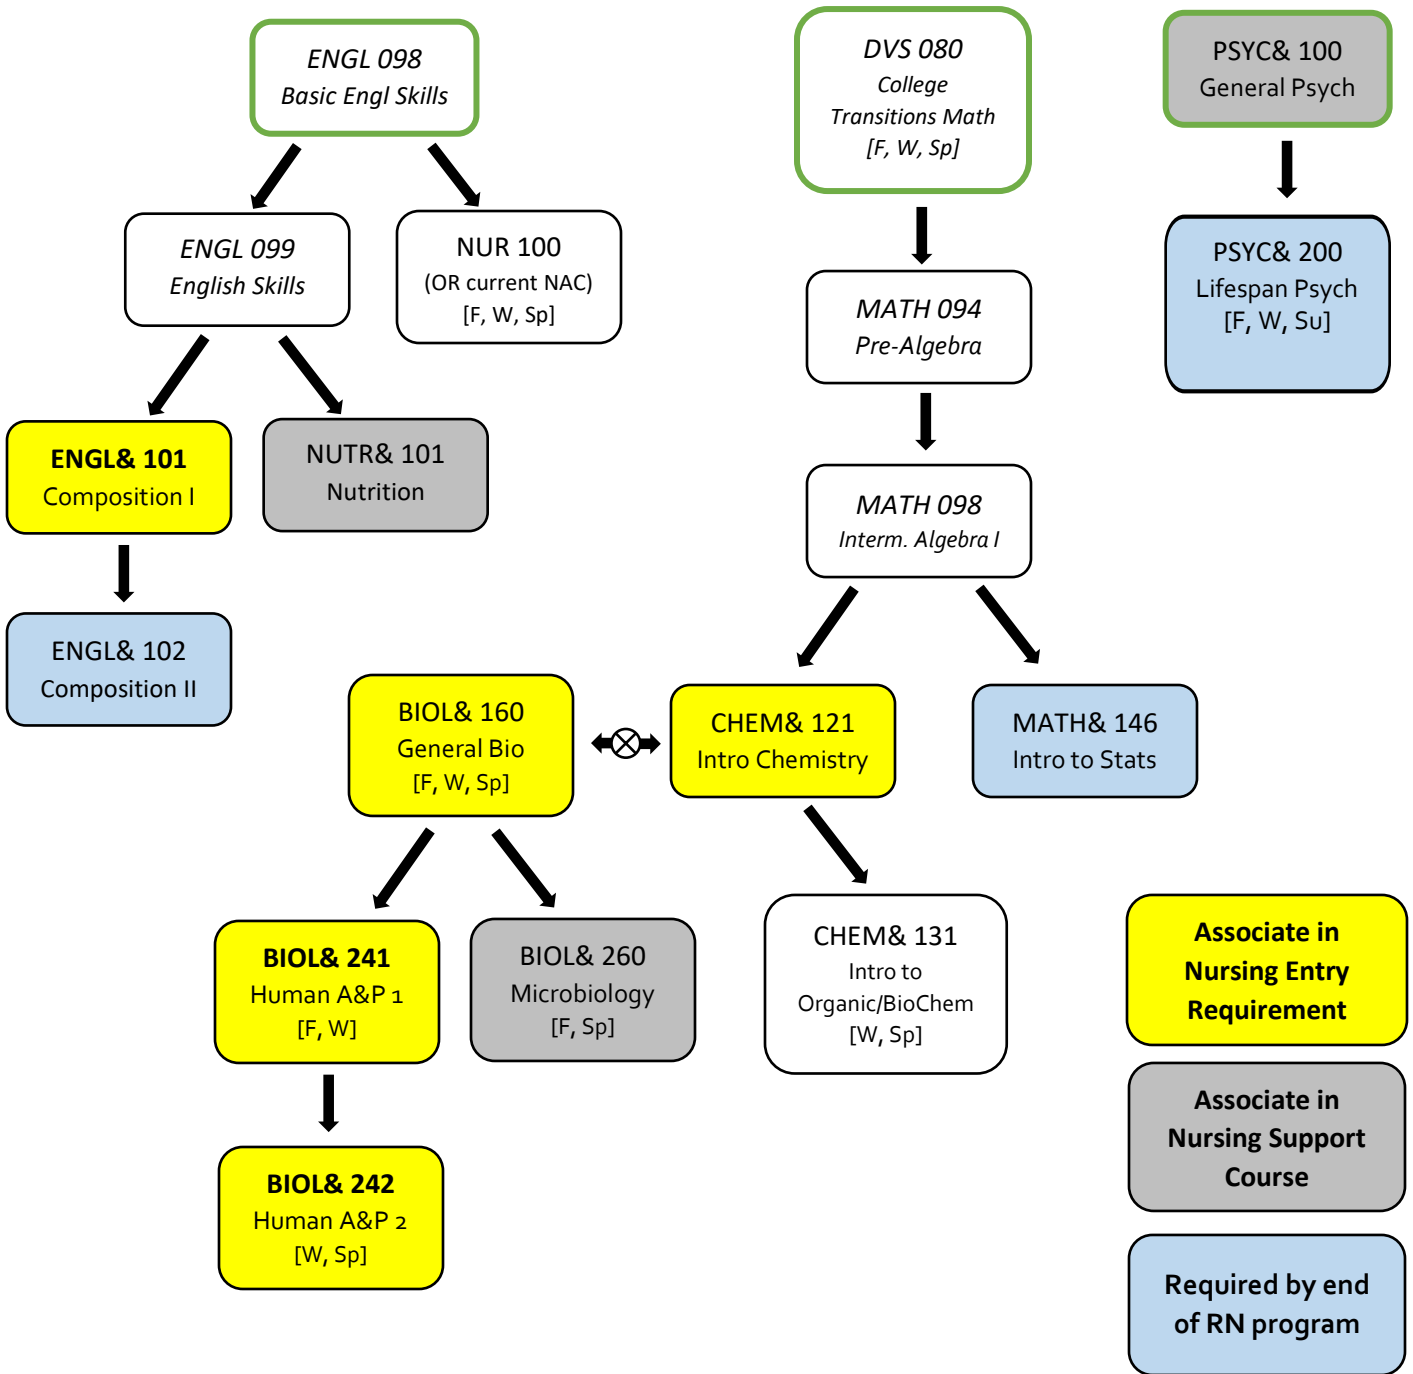 ENGL 098
Basic Engl Skills
DVS 080
College
Transitions Math
[F, W, Sp]
PSYC& 100
General Psych
ENGL 099
English Skills
NUR 100
(OR current NAC)
[F, W, Sp]
PSYC& 200
Lifespan Psych
[F, W, Su]
MATH 094
Pre-Algebra
ENGL& 101
Composition I
NUTR& 101
Nutrition
MATH 098
Interm. Algebra I
ENGL& 102
Composition II
BIOL& 160
General Bio
[F, W, Sp]
CHEM& 121
Intro Chemistry
MATH& 146
Intro to Stats
BIOL& 241
Human A&P 1
[F, W]
BIOL& 260
Microbiology
[F, Sp]
CHEM& 131
Intro to
Organic/BioChem
[W, Sp]
Associate in
Nursing Entry
Requirement
Associate in
Nursing Support
Course
BIOL& 242
Human A&P 2
[W, Sp]
Required by end
of RN program